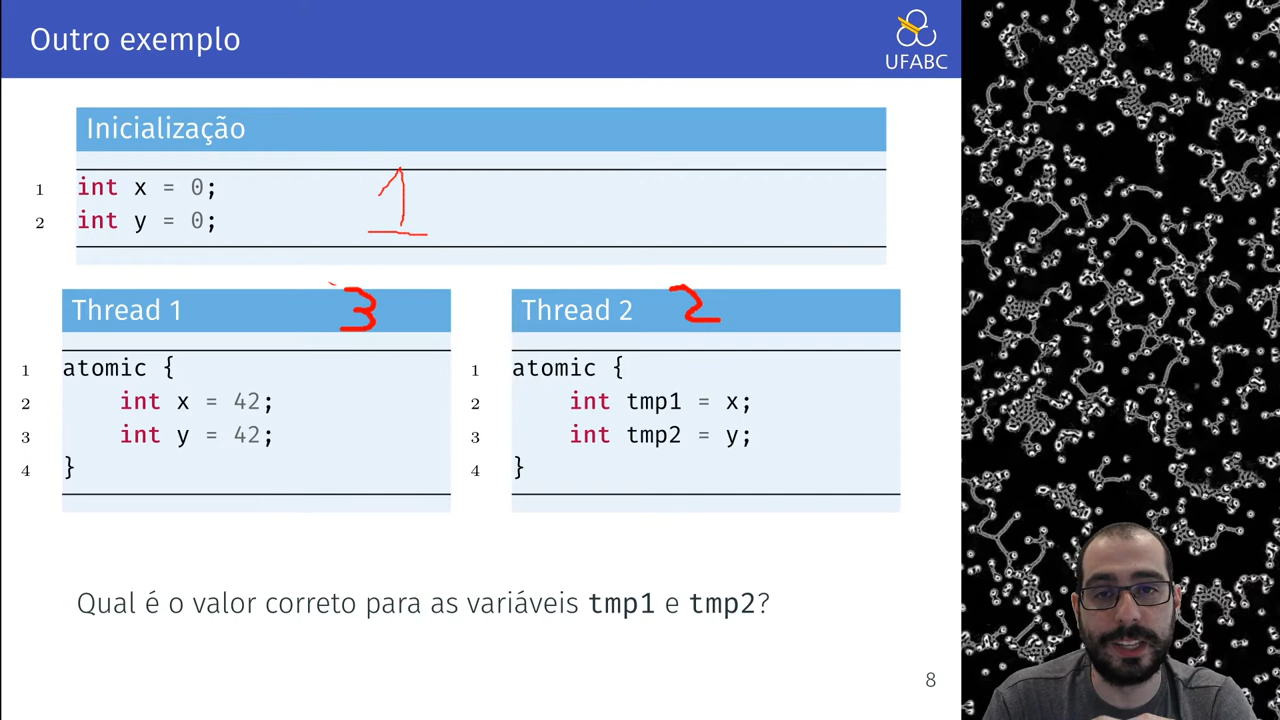 Outro exemplo
UFABC
Inicialização
1 int x = 0;
2 int y = 0;
1
Thread 1 3
1 atomic {
2 int x = 42;
3 int y = 42;
4 }
Thread 2 2
1 atomic {
2 int tmp1 = x;
3 int tmp2 = y;
4 }
Qual é o valor correto para as variáveis tmp1 e tmp2?
8